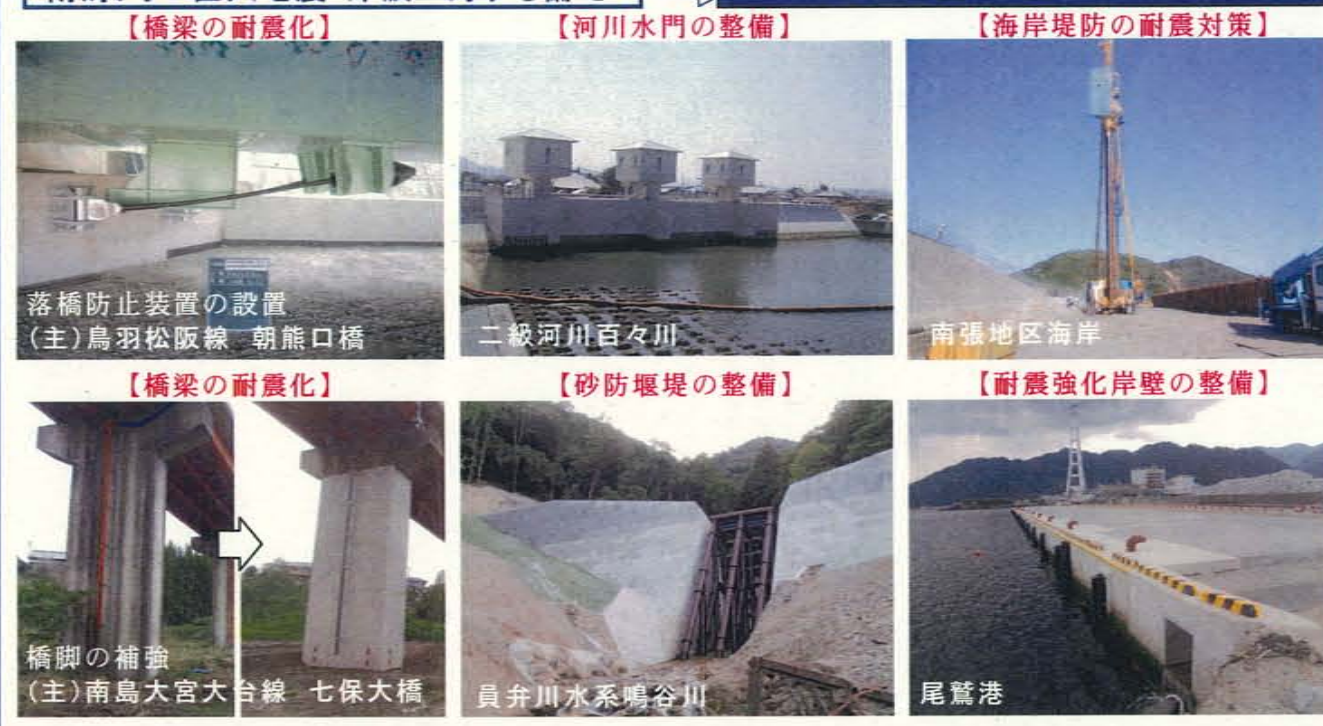 【橋梁の耐震化】
【河川水門の整備】
【海岸堤防の耐震対策】
落橋防止装置の設置
(主)鳥羽松阪線 朝熊口橋
二級河川百々川
南張地区海岸
【橋梁の耐震化】
【砂防堰堤の整備】
【耐震強化岸壁の整備】
橋脚の補強
(主)南島大宮大台線 七保大橋
員弁川水系鳴谷川
尾鷲港